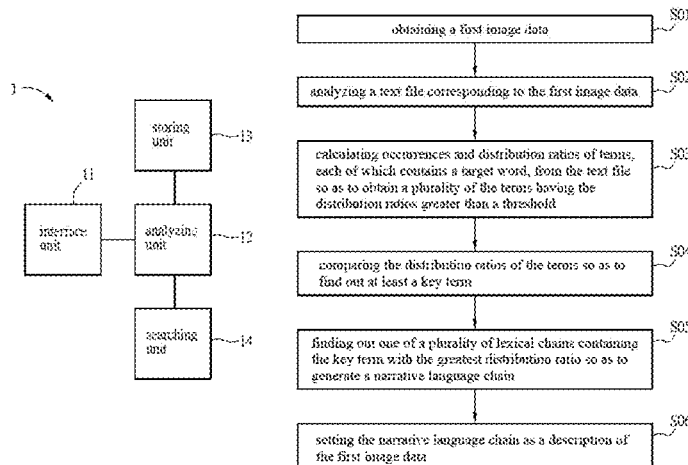 1
storing
unit
13
11
interface
unit
analyzing
unit
12
searching
unit
14
S01
obtaining a first image data
S02
analyzing a text file corresponding to the first image data
S03
calculating occurrences and distribution ratios of terms,
each of which contains a target word, from the text file
so as to obtain a plurality of the terms having the
distribution ratios greater than a threshold
S04
comparing the distribution ratios of the terms so as to
find out at least a key term
S05
finding out one of a plurality of lexical chains containing
the key term with the greatest distribution ratio so as to
generate a narrative language chain
S06
setting the narrative language chain as a description of
the first image data